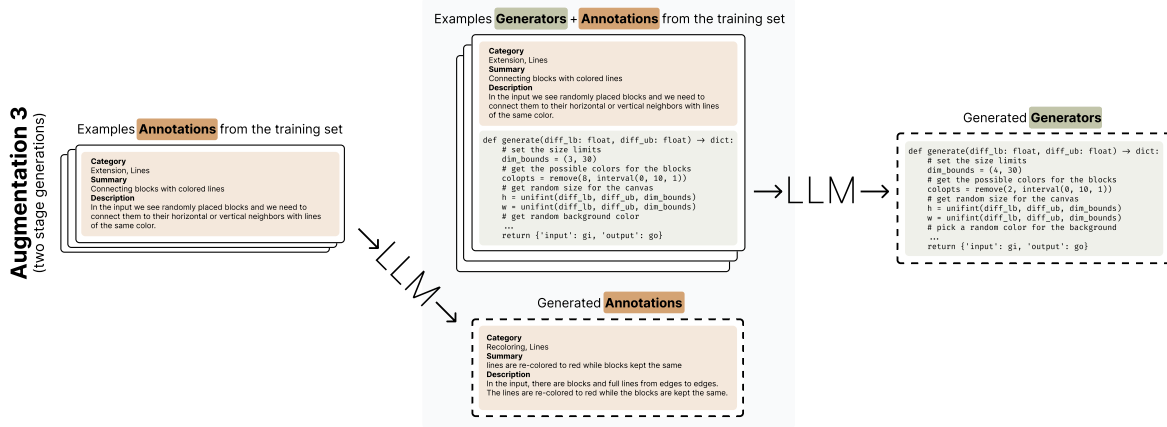 Augmentation 3
(two stage generations)
Examples Annotations from the training set
Category
Extension, Lines
Summary
Connecting blocks with colored lines
Description
In the input we see randomly placed blocks and we need to
connect them to their horizontal or vertical neighbors with lines
of the same color.
LLM
Examples Generators + Annotations from the training set
Category
Extension, Lines
Summary
Connecting blocks with colored lines
Description
In the input we see randomly placed blocks and we need to
connect them to their horizontal or vertical neighbors with lines
of the same color.
def generate(diff_lb: float, diff_ub: float) → dict:
# set the size limits
dim_bounds = (3, 30)
# get the possible colors for the blocks
colopts = remove(8, interval(0, 10, 1))
# get random size for the canvas
h = unifint(diff_lb, diff_ub, dim_bounds)
w = unifint(diff_lb, diff_ub, dim_bounds)
# get random background color
...
return {'input': gi, 'output': go}
Generated Annotations
Category
Recoloring, Lines
Summary
lines are re-colored to red while blocks kept the same
Description
In the input, there are blocks and full lines from edges to edges.
The lines are re-colored to red while the blocks are kept the same.
LLM
Generated Generators
def generate(diff_lb: float, diff_ub: float) → dict:
# set the size limits
dim_bounds = (4, 30)
# get the possible colors for the blocks
colopts = remove(2, interval(0, 10, 1))
# get random size for the canvas
h = unifint(diff_lb, diff_ub, dim_bounds)
w = unifint(diff_lb, diff_ub, dim_bounds)
# pick a random color for the background
...
return {'input': gi, 'output': go}